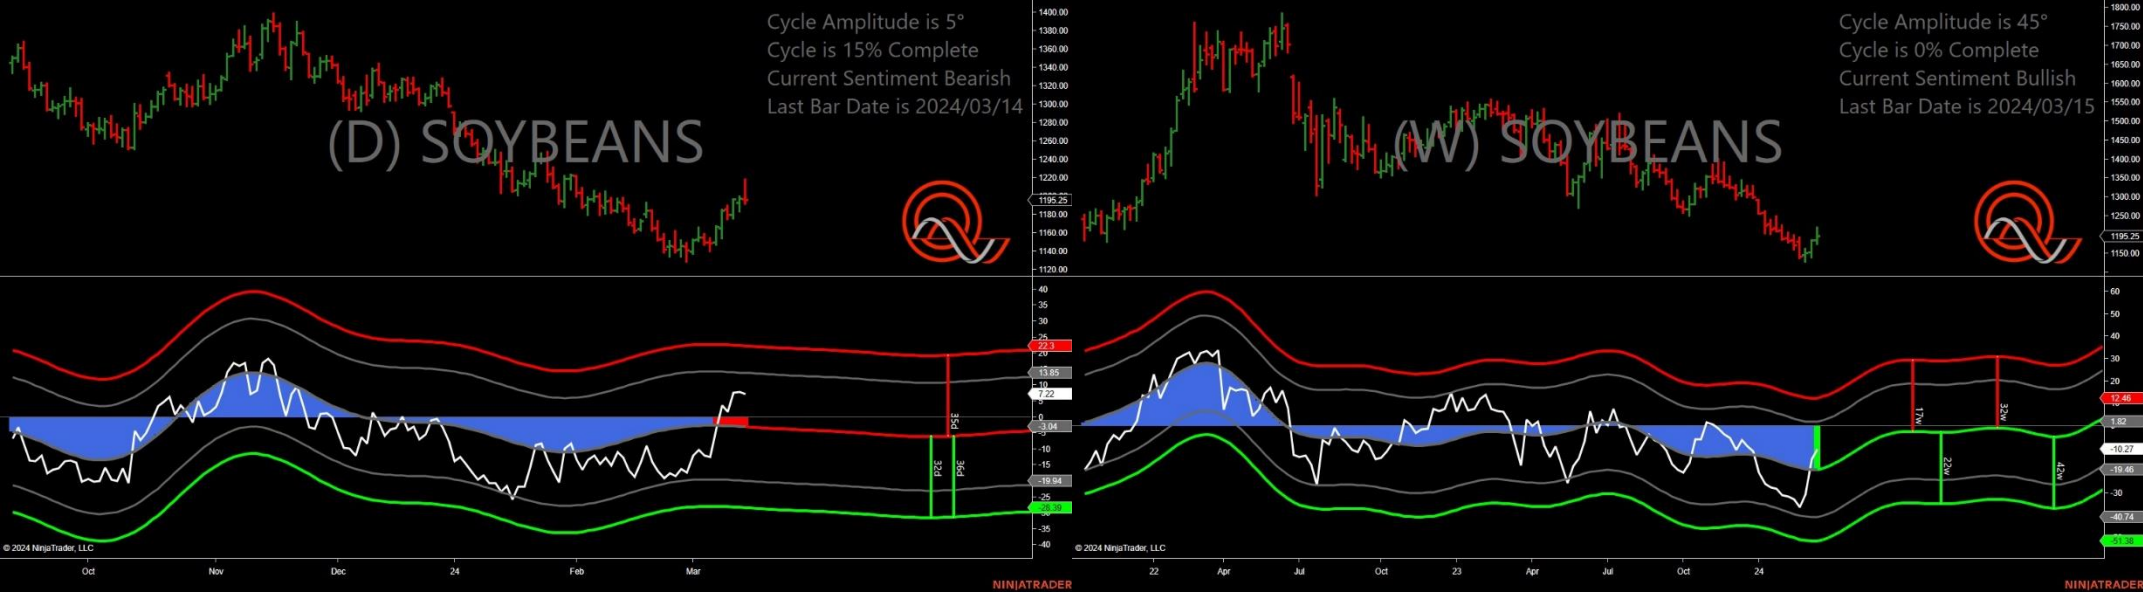 Cycle Amplitude is 5°
Cycle is 15% Complete
Current Sentiment Bearish
Last Bar Date is 2024/03/14
(D) SOYBEANS
1400.00
1380.00
1360.00
1340.00
1320.00
1300.00
1280.00
1260.00
1240.00
1220.00
1195.25
1180.00
1160.00
1140.00
1120.00
40
35
30
25
22.3
20
13.85
10
7.22
0
-3.04
-10
-15
-19.94
-25
-28.39
-35
-40
35d
32d
36d
© 2024 NinjaTrader, LLC
Oct
Nov
Dec
24
Feb
Mar
NINJATRADER
Cycle Amplitude is 45°
Cycle is 0% Complete
Current Sentiment Bullish
Last Bar Date is 2024/03/15
(W) SOYBEANS
1800.00
1750.00
1700.00
1650.00
1600.00
1550.00
1500.00
1450.00
1400.00
1350.00
1300.00
1250.00
1195.25
1150.00
60
50
40
30
20
12.46
1.82
-10.27
-19.46
-30
-40.74
-51.38
17w
32w
22w
42w
© 2024 NinjaTrader, LLC
22
Apr
Jul
Oct
23
Apr
Jul
Oct
24
NINJATRADER